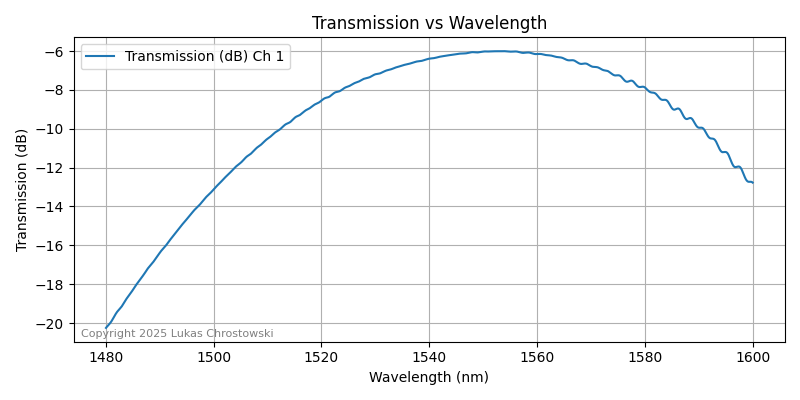 Transmission vs Wavelength
Transmission (dB) Ch 1
Transmission (dB)
−6
−8
−10
−12
−14
−16
−18
−20
Copyright 2025 Lukas Chrostowski
1480 1500 1520 1540 1560 1580 1600
Wavelength (nm)